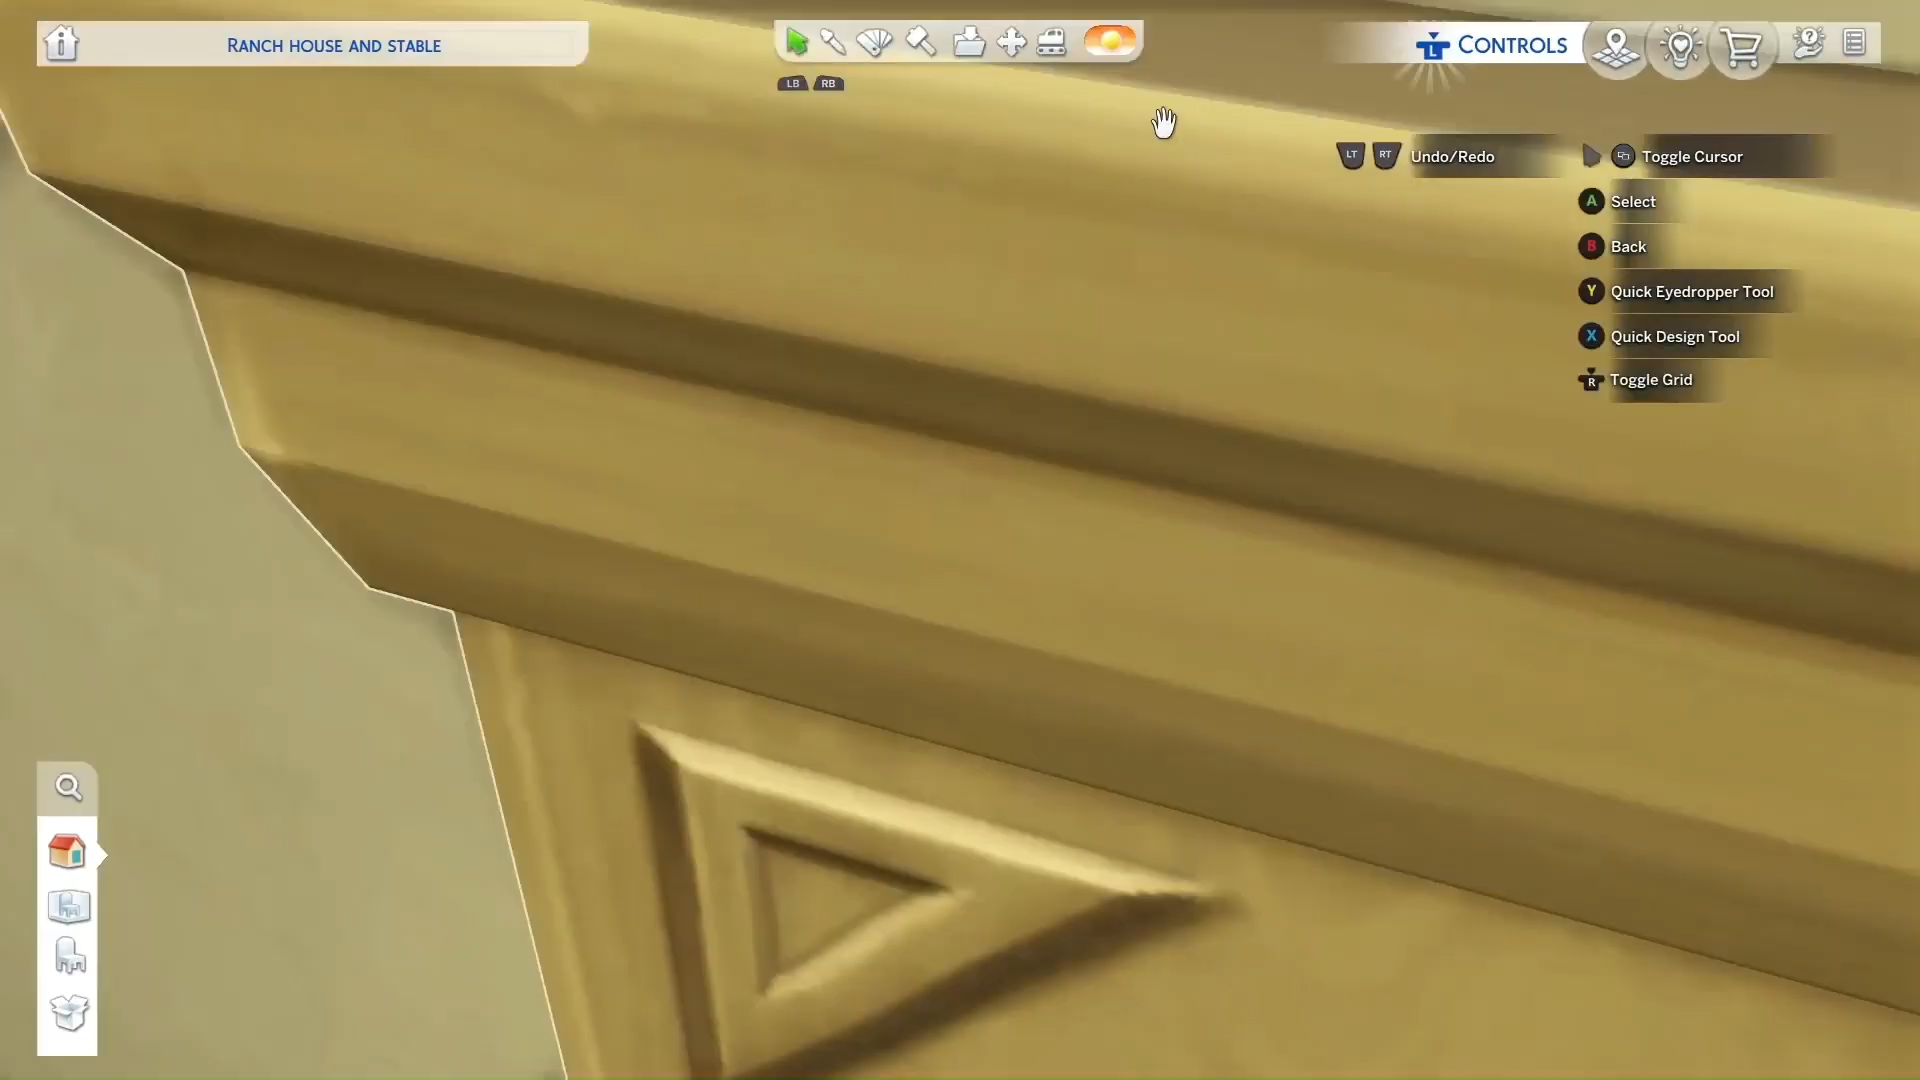 RANCH HOUSE AND STABLE
LB RB
L CONTROLS
LT RT Undo/Redo
Toggle Cursor
A Select
B Back
Y Quick Eyedropper Tool
X Quick Design Tool
R Toggle Grid